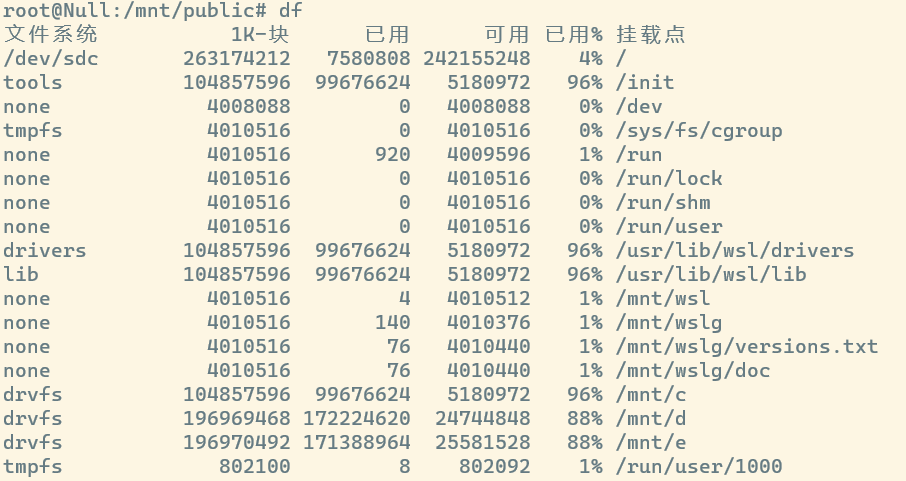 root@Null:/mnt/public# df
文件系统 1K-块 已用 可用 已用% 挂载点
/dev/sdc 263174212 7580808 242155248 4% /
tools 104857596 99676624 5180972 96% /init
none 4008088 0 4008088 0% /dev
tmpfs 4010516 0 4010516 0% /sys/fs/cgroup
none 4010516 920 4009596 1% /run
none 4010516 0 4010516 0% /run/lock
none 4010516 0 4010516 0% /run/shm
none 4010516 0 4010516 0% /run/user
drivers 104857596 99676624 5180972 96% /usr/lib/wsl/drivers
lib 104857596 99676624 5180972 96% /usr/lib/wsl/lib
none 4010516 4 4010512 1% /mnt/wsl
none 4010516 140 4010376 1% /mnt/wslg
none 4010516 76 4010440 1% /mnt/wslg/versions.txt
none 4010516 76 4010440 1% /mnt/wslg/doc
drvfs 104857596 99676624 5180972 96% /mnt/c
drvfs 196969468 172224620 24744848 88% /mnt/d
drvfs 196970492 171388964 25581528 88% /mnt/e
tmpfs 802100 8 802092 1% /run/user/1000